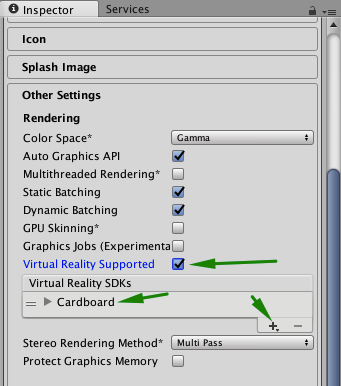 Inspector
Services
Icon
Splash Image
Other Settings
Rendering
Color Space* Gamma
Auto Graphics API
Multithreaded Rendering*
Static Batching
Dynamic Batching
GPU Skinning*
Graphics Jobs (Experimenta
Virtual Reality Supported
Virtual Reality SDKs
Cardboard
Stereo Rendering Method* Multi Pass
Protect Graphics Memory